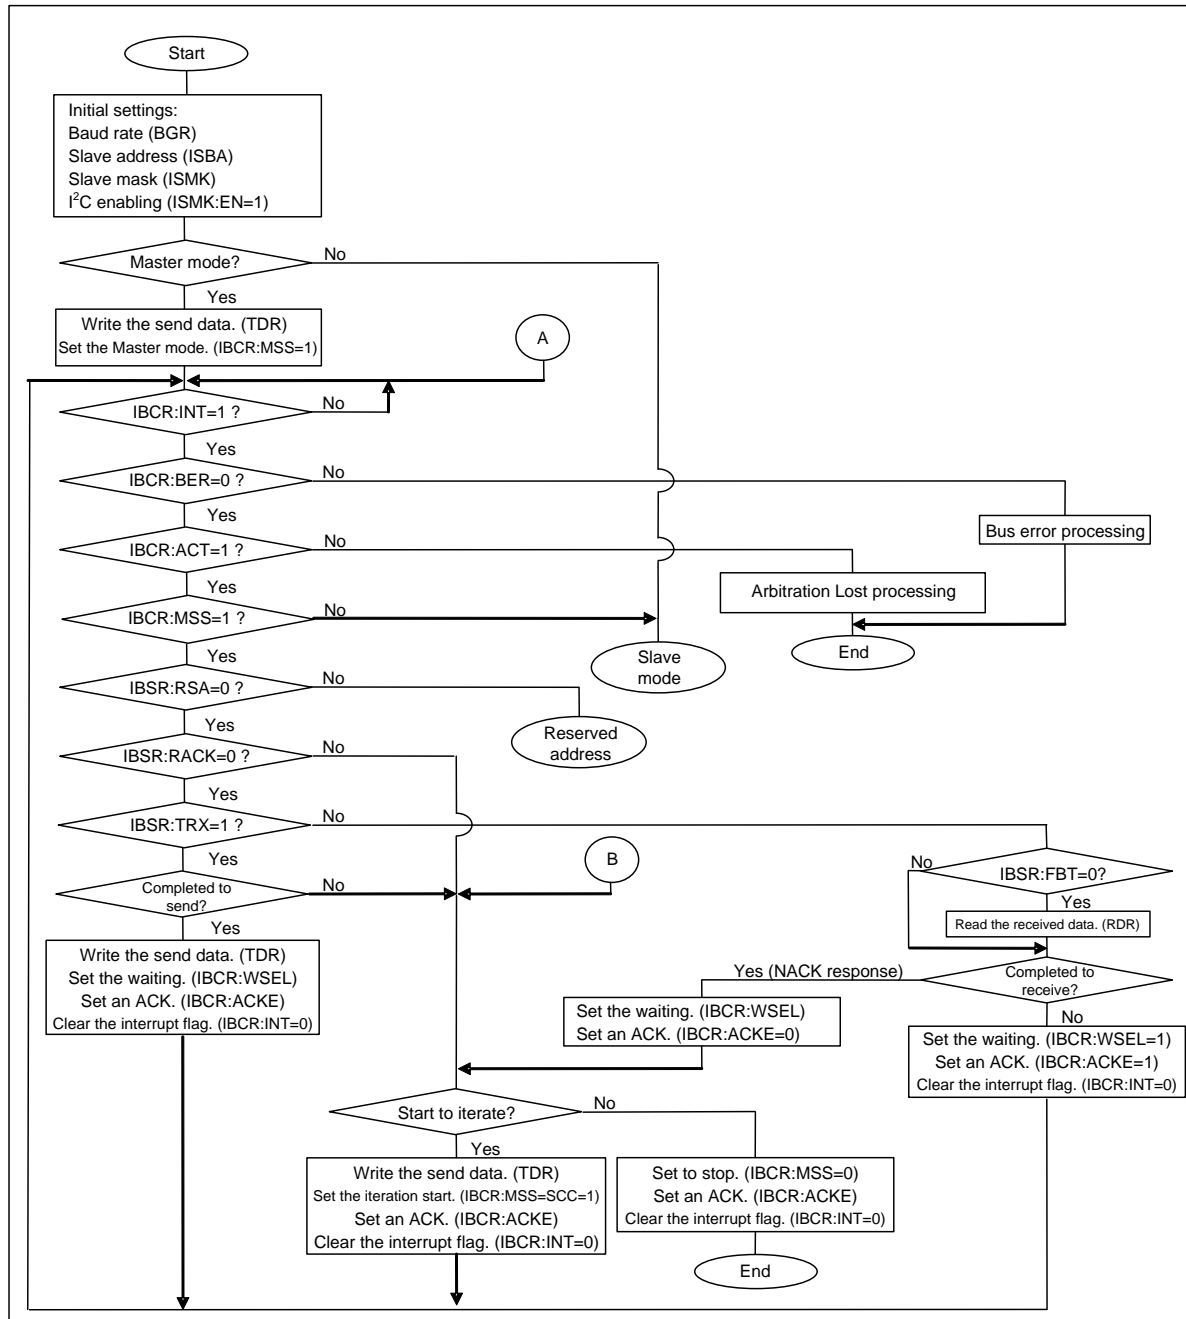 Start
Initial settings:
Baud rate (BGR)
Slave address (ISBA)
Slave mask (ISMK)
I²C enabling (ISMK:EN=1)
Master mode?
No
Yes
Write the send data. (TDR)
Set the Master mode. (IBCR:MSS=1)
A
IBCR:INT=1 ?
No
Yes
IBCR:BER=0 ?
No
Yes
Bus error processing
IBCR:ACT=1 ?
No
Yes
Arbitration Lost processing
IBCR:MSS=1 ?
No
Yes
End
Slave
mode
IBSR:RSA=0 ?
No
Yes
Reserved
address
IBSR:RACK=0 ?
No
Yes
IBSR:TRX=1 ?
No
Yes
B
No
IBSR:FBT=0?
Yes
Completed to
send?
No
Yes
Read the received data. (RDR)
Write the send data. (TDR)
Set the waiting. (IBCR:WSEL)
Set an ACK. (IBCR:ACKE)
Clear the interrupt flag. (IBCR:INT=0)
Yes (NACK response)
Completed to
receive?
No
Set the waiting. (IBCR:WSEL)
Set an ACK. (IBCR:ACKE=0)
Set the waiting. (IBCR:WSEL=1)
Set an ACK. (IBCR:ACKE=1)
Clear the interrupt flag. (IBCR:INT=0)
Start to iterate?
No
Yes
Write the send data. (TDR)
Set the iteration start. (IBCR:MSS=SCC=1)
Set an ACK. (IBCR:ACKE)
Clear the interrupt flag. (IBCR:INT=0)
Set to stop. (IBCR:MSS=0)
Set an ACK. (IBCR:ACKE)
Clear the interrupt flag. (IBCR:INT=0)
End